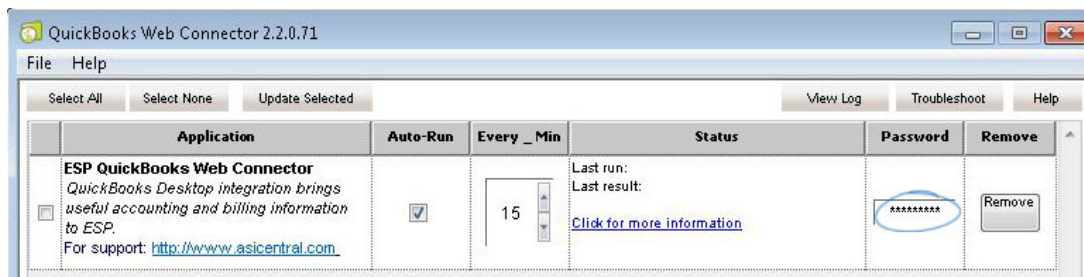 QuickBooks Web Connector 2.2.0.71
File Help
Select All Select None Update Selected View Log Troubleshoot Help
Application Auto-Run Every _ Min Status Password Remove
ESP QuickBooks Web Connector
QuickBooks Desktop integration brings
useful accounting and billing information
to ESP.
For support: http://www.asicentral.com
15
Last run:
Last result:
Click for more information
*********
Remove